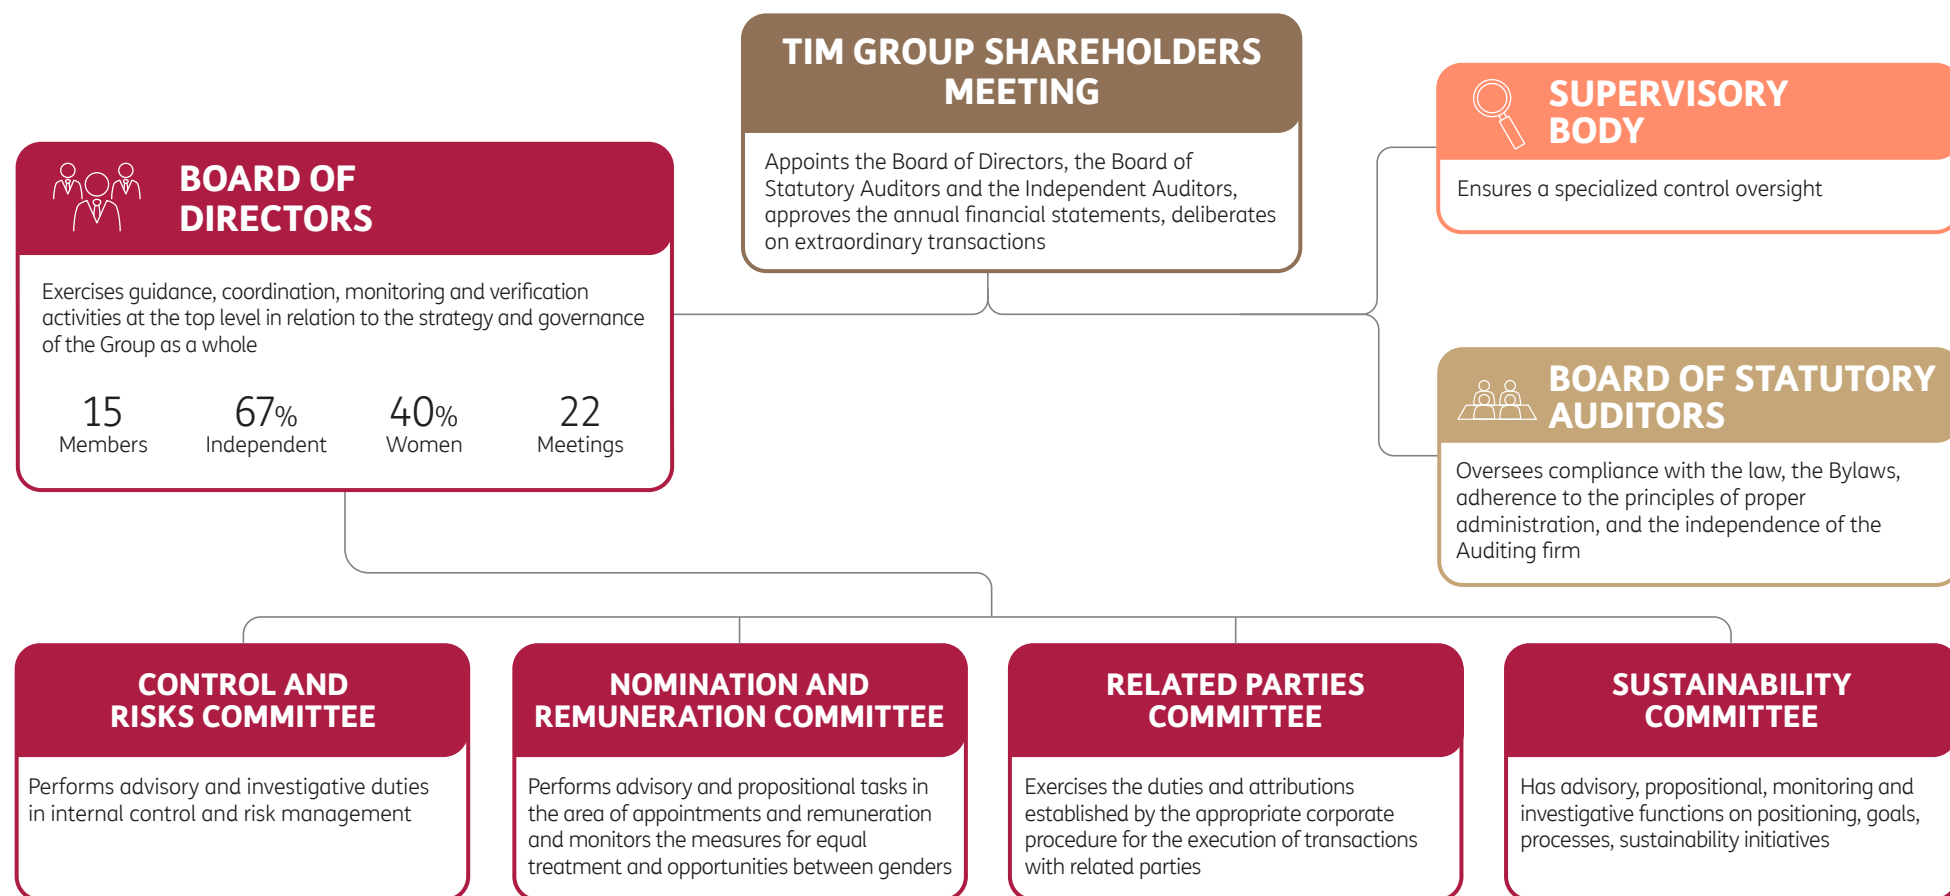 TIM GROUP SHAREHOLDERS
MEETING
Appoints the Board of Directors, the Board of
Statutory Auditors and the Independent Auditors,
approves the annual financial statements, deliberates
on extraordinary transactions
SUPERVISORY
BODY
Ensures a specialized control oversight
BOARD OF
DIRECTORS
Exercises guidance, coordination, monitoring and verification
activities at the top level in relation to the strategy and governance
of the Group as a whole
15
Members
67%
Independent
40%
Women
22
Meetings
BOARD OF STATUTORY
AUDITORS
Oversees compliance with the law, the Bylaws,
adherence to the principles of proper
administration, and the independence of the
Auditing firm
CONTROL AND
RISKS COMMITTEE
Performs advisory and investigative duties
in internal control and risk management
NOMINATION AND
REMUNERATION COMMITTEE
Performs advisory and propositional tasks in
the area of appointments and remuneration
and monitors the measures for equal
treatment and opportunities between genders
RELATED PARTIES
COMMITTEE
Exercises the duties and attributions
established by the appropriate corporate
procedure for the execution of transactions
with related parties
SUSTAINABILITY
COMMITTEE
Has advisory, propositional, monitoring and
investigative functions on positioning, goals,
processes, sustainability initiatives